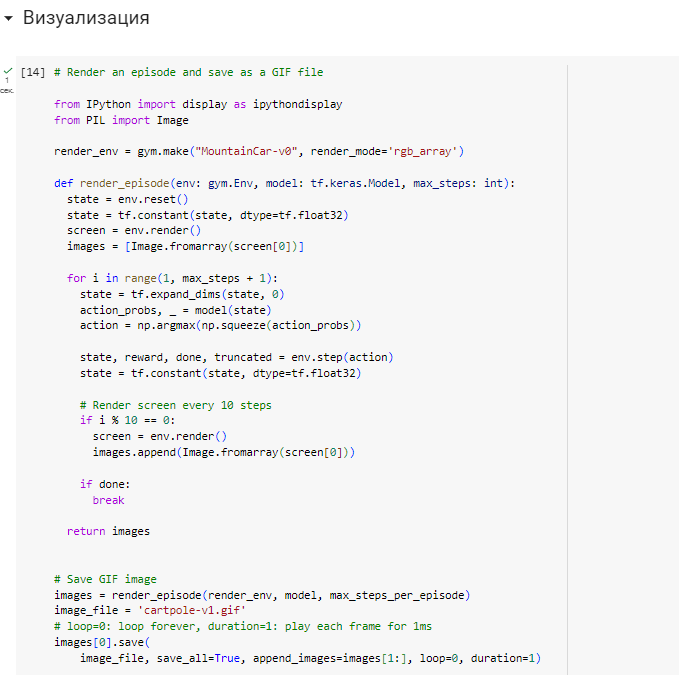 Визуализация
[14] # Render an episode and save as a GIF file
1
сек.
from IPython import display as ipythondisplay
from PIL import Image
render_env = gym.make("MountainCar-v0", render_mode='rgb_array')
def render_episode(env: gym.Env, model: tf.keras.Model, max_steps: int):
state = env.reset()
state = tf.constant(state, dtype=tf.float32)
screen = env.render()
images = [Image.fromarray(screen[0])]
for i in range(1, max_steps + 1):
state = tf.expand_dims(state, 0)
action_probs, _ = model(state)
action = np.argmax(np.squeeze(action_probs))
state, reward, done, truncated = env.step(action)
state = tf.constant(state, dtype=tf.float32)
# Render screen every 10 steps
if i % 10 == 0:
screen = env.render()
images.append(Image.fromarray(screen[0]))
if done:
break
return images
# Save GIF image
images = render_episode(render_env, model, max_steps_per_episode)
image_file = 'cartpole-v1.gif'
# loop=0: loop forever, duration=1: play each frame for 1ms
images[0].save(
image_file, save_all=True, append_images=images[1:], loop=0, duration=1)